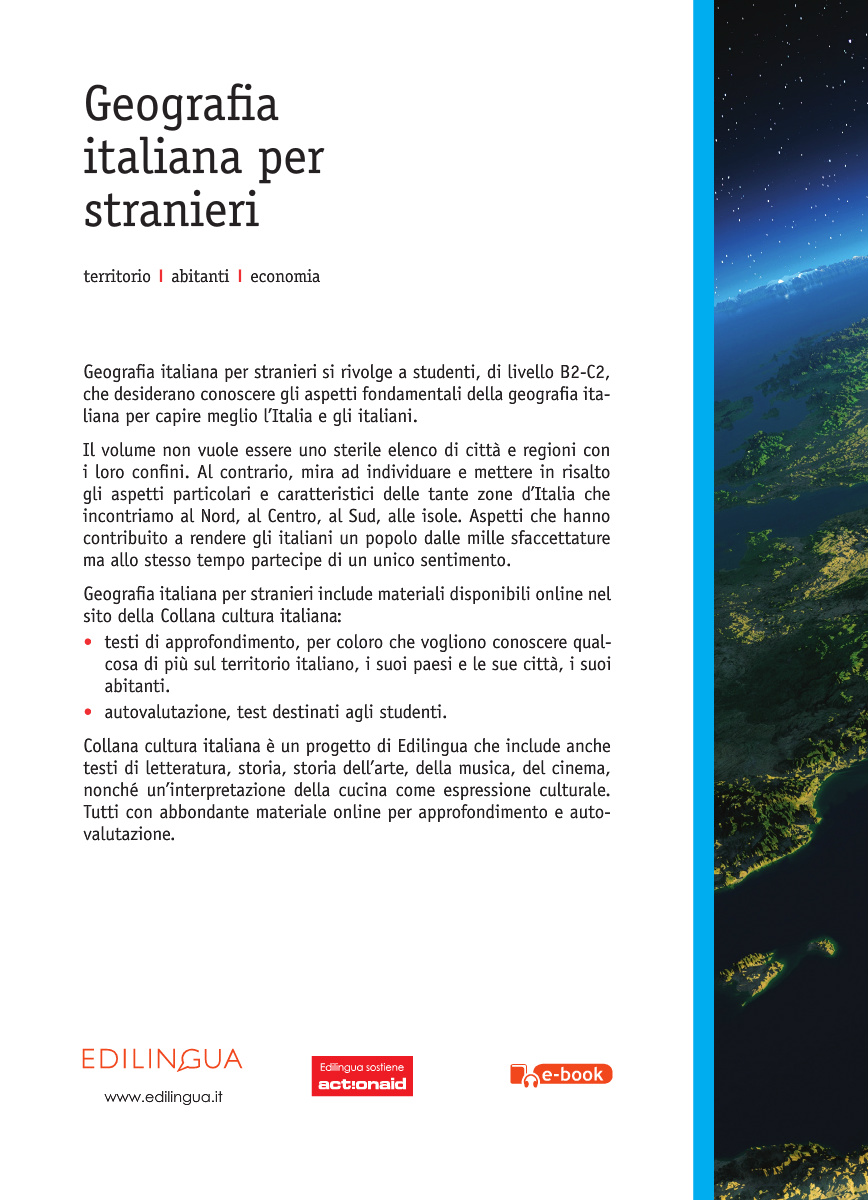 Geografia
italiana per
stranieri
territorio | abitanti | economia
Geografia italiana per stranieri si rivolge a studenti, di livello B2-C2,
che desiderano conoscere gli aspetti fondamentali della geografia ita-
liana per capire meglio l’Italia e gli italiani.
Il volume non vuole essere uno sterile elenco di città e regioni con
i loro confini. Al contrario, mira ad individuare e mettere in risalto
gli aspetti particolari e caratteristici delle tante zone d’Italia che
incontriamo al Nord, al Centro, al Sud, alle isole. Aspetti che hanno
contribuito a rendere gli italiani un popolo dalle mille sfaccettature
ma allo stesso tempo partecipe di un unico sentimento.
Geografia italiana per stranieri include materiali disponibili online nel
sito della Collana cultura italiana:
• testi di approfondimento, per coloro che vogliono conoscere qual-
cosa di più sul territorio italiano, i suoi paesi e le sue città, i suoi
abitanti.
• autovalutazione, test destinati agli studenti.
Collana cultura italiana è un progetto di Edilingua che include anche
testi di letteratura, storia, storia dell’arte, della musica, del cinema,
nonché un’interpretazione della cucina come espressione culturale.
Tutti con abbondante materiale online per approfondimento e auto-
valutazione.
EDILINGUA
www.edilingua.it
Edilingua sostiene
act!onaid
e-book